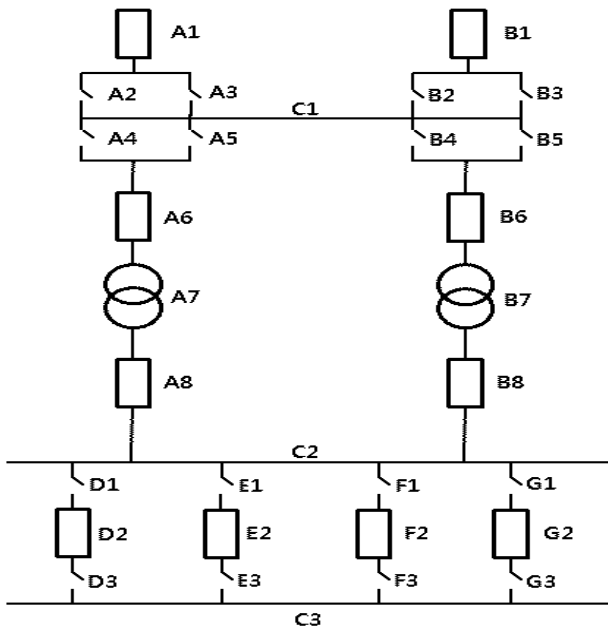 A1 B1
A2 A3 B2 B3
C1
A4 A5 B4 B5
A6 B6
A7 B7
A8 B8
C2
D1 E1 F1 G1
D2 E2 F2 G2
D3 E3 F3 G3
C3